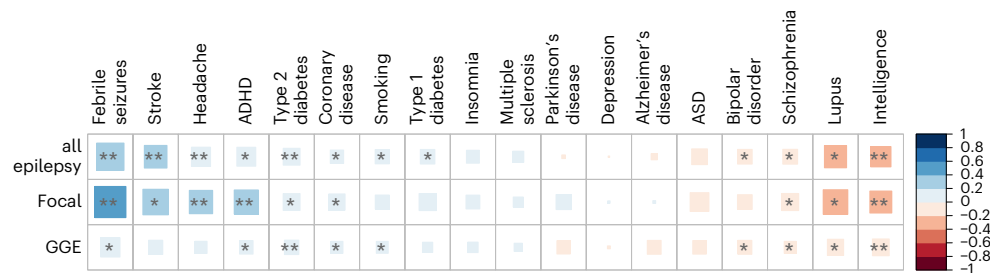 Febrile
seizures
Stroke
Headache
ADHD
Type 2
diabetes
Coronary
disease
Smoking
Type 1
diabetes
Insomnia
Multiple
sclerosis
Parkinson's
disease
Depression
Alzheimer's
disease
ASD
Bipolar
disorder
Schizophrenia
Lupus
Intelligence
all
epilepsy
** ** ** * ** * * * * * * **
Focal
** * ** ** * * * * **
GGE
* * ** * * * * * **
1
0.8
0.6
0.4
0.2
0
−0.2
−0.4
−0.6
−0.8
−1